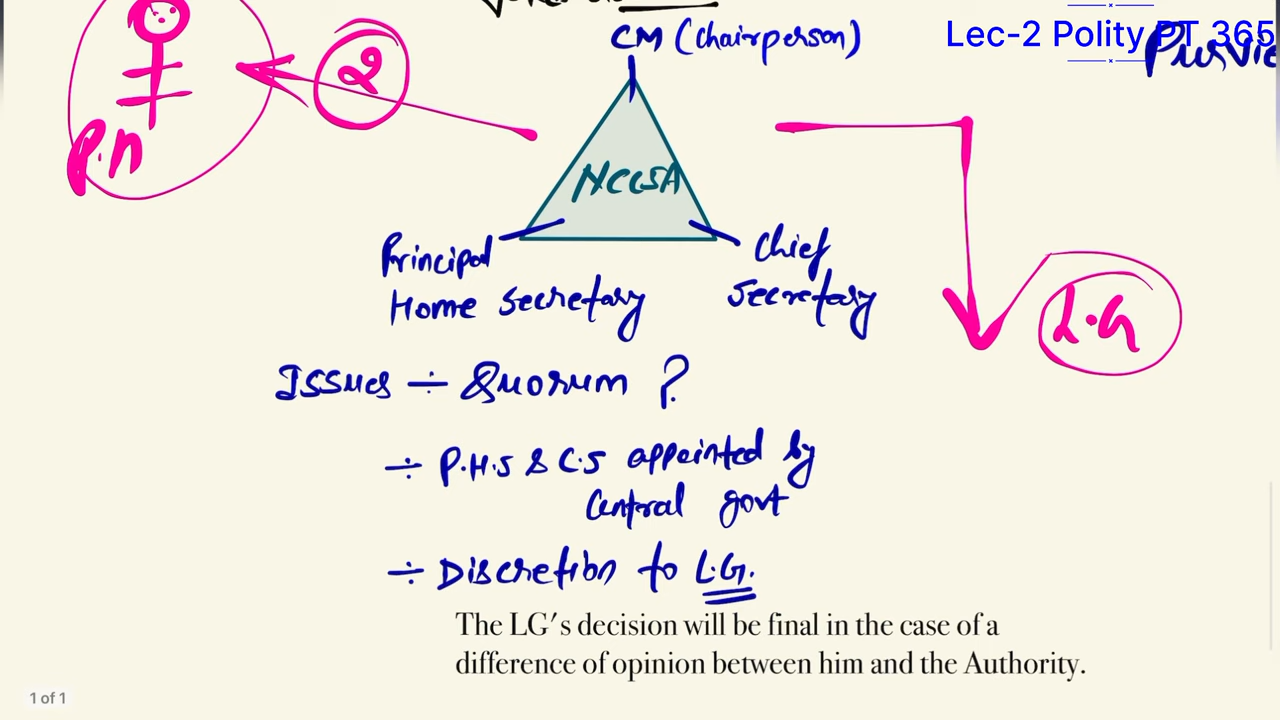 CM (Chairperson)
Lec-2 Polity PT 365
2
P.M
NCCSA
Principal
Home Secretary
Chief
Secretary
L.G
Issues ÷ Quorum ?
÷ P.H.S & C.S appointed by
Central govt
÷ Discretion to L.G.
The LG's decision will be final in the case of a
difference of opinion between him and the Authority.
1 of 1